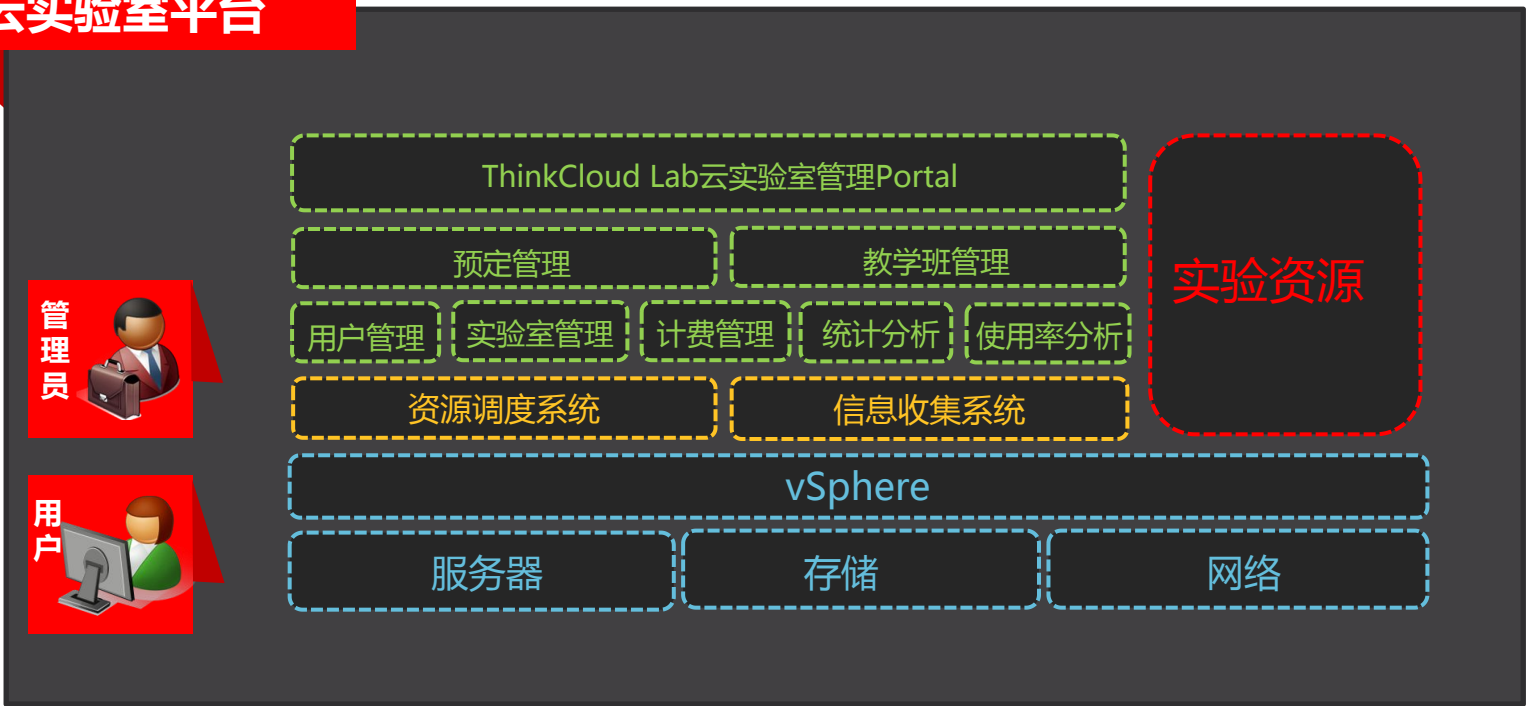 云实验室平台
ThinkCloud Lab云实验室管理Portal
预定管理
教学班管理
实验资源
用户管理
实验室管理
计费管理
统计分析
使用率分析
管理员
资源调度系统
信息收集系统
vSphere
用户
服务器
存储
网络